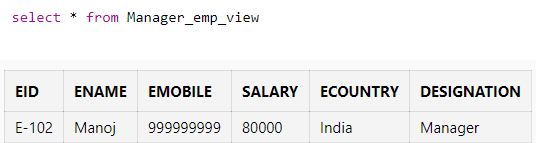 select * from Manager_emp_view
EID ENAME EMOBILE SALARY ECOUNTRY DESIGNATION
E-102 Manoj 999999999 80000 India Manager